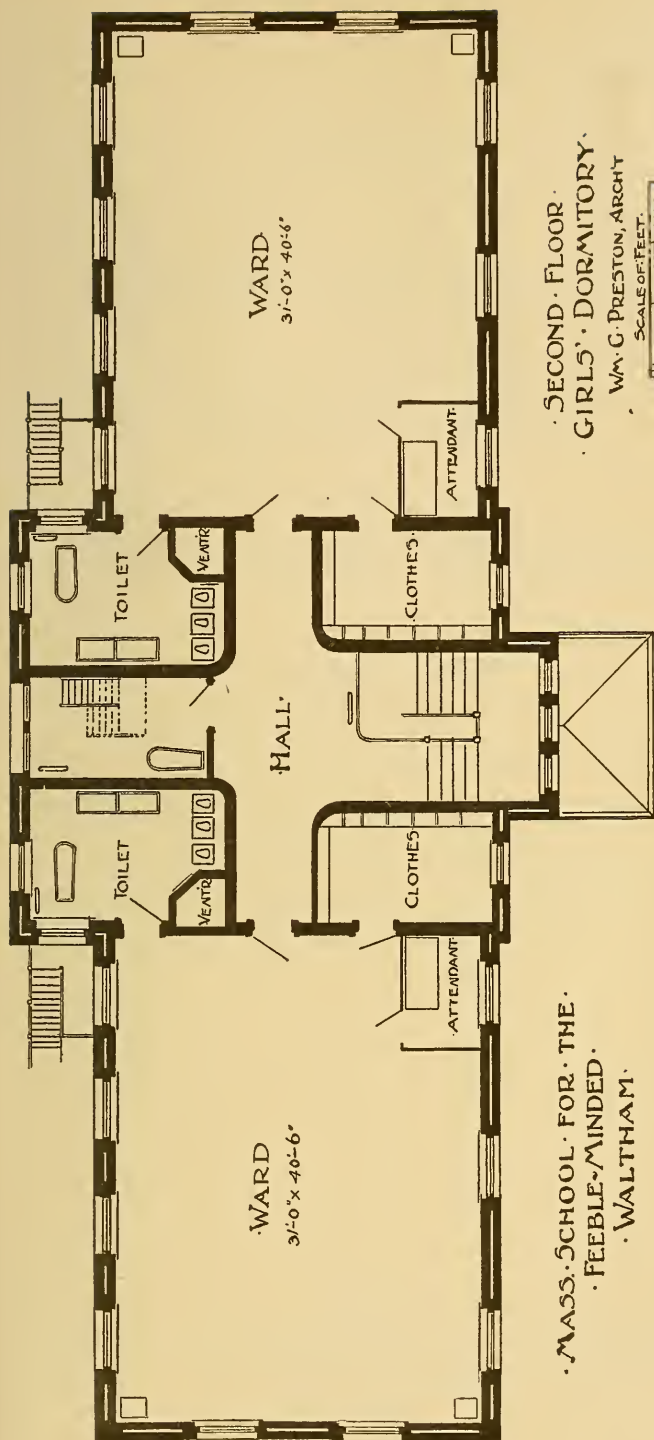 TOILET
TOILET
VENT'R
VENT'R
·WARD·
31'-0" x 40'-6"
·HALL·
WARD·
31'-0" x 40'-6"
CLOTHES
·CLOTHES·
·ATTENDANT·
ATTENDANT·
·MASS.·SCHOOL·FOR·THE·
·FEEBLE-MINDED·
·WALTHAM·
·SECOND·FLOOR·
·GIRLS'·DORMITORY·
WM·G·PRESTON, ARCH'T
SCALE OF FEET.